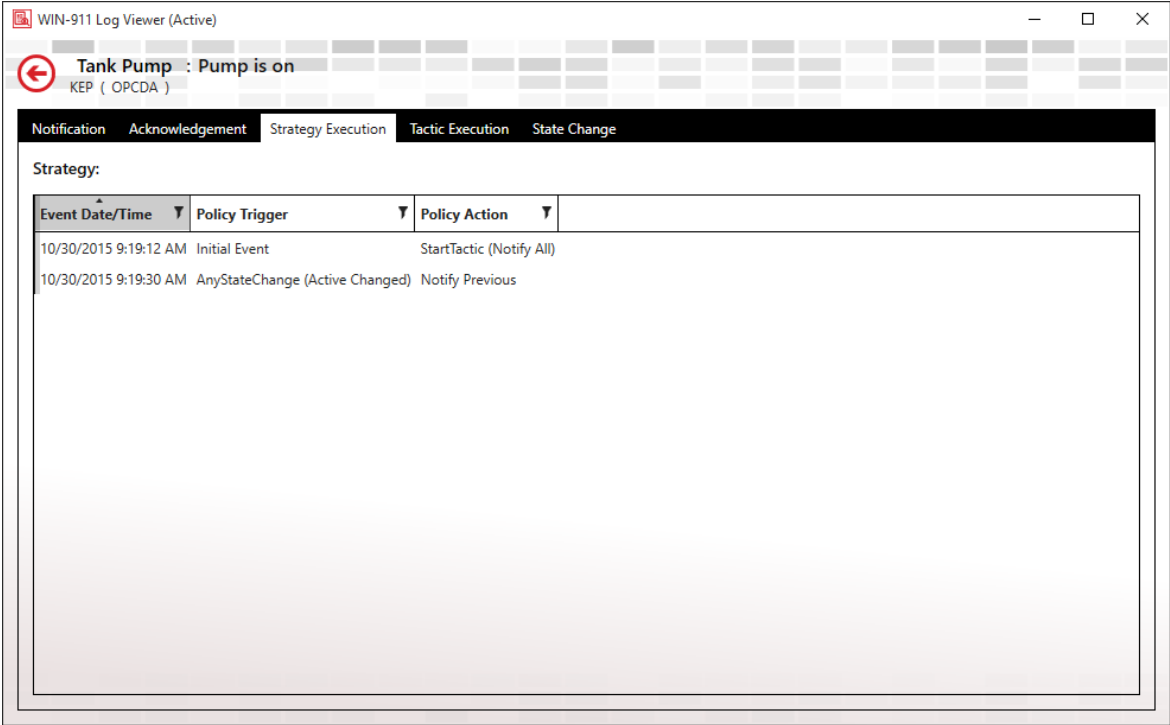 WIN-911 Log Viewer (Active)
Tank Pump : Pump is on
KEP ( OPCDA )
Notification Acknowledgement Strategy Execution Tactic Execution State Change
Strategy:
Event Date/Time Policy Trigger Policy Action
10/30/2015 9:19:12 AM Initial Event StartTactic (Notify All)
10/30/2015 9:19:30 AM AnyStateChange (Active Changed) Notify Previous